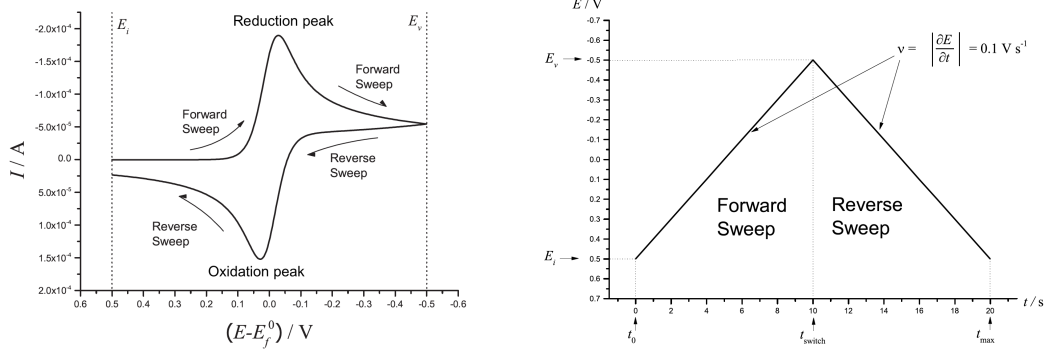 E_i
Reduction peak
E_v
Forward
Sweep
Forward
Sweep
Reverse
Sweep
Reverse
Sweep
Oxidation peak
I / A
-2.0x10⁻⁴
-1.5x10⁻⁴
-1.0x10⁻⁴
-5.0x10⁻⁵
0.0
5.0x10⁻⁵
1.0x10⁻⁴
1.5x10⁻⁴
2.0x10⁻⁴
0.6 0.5 0.4 0.3 0.2 0.1 0.0 -0.1 -0.2 -0.3 -0.4 -0.5 -0.6
(E-E_f^0) / V
E / V
-0.7
-0.6
-0.5
-0.4
-0.3
-0.2
-0.1
0.0
0.1
0.2
0.3
0.4
0.5
0.6
0.7
E_v
E_i
ν = |∂E/∂t| = 0.1 V s⁻¹
Forward
Sweep
Reverse
Sweep
0 2 4 6 8 10 12 14 16 18 20
t / s
t_0
t_switch
t_max